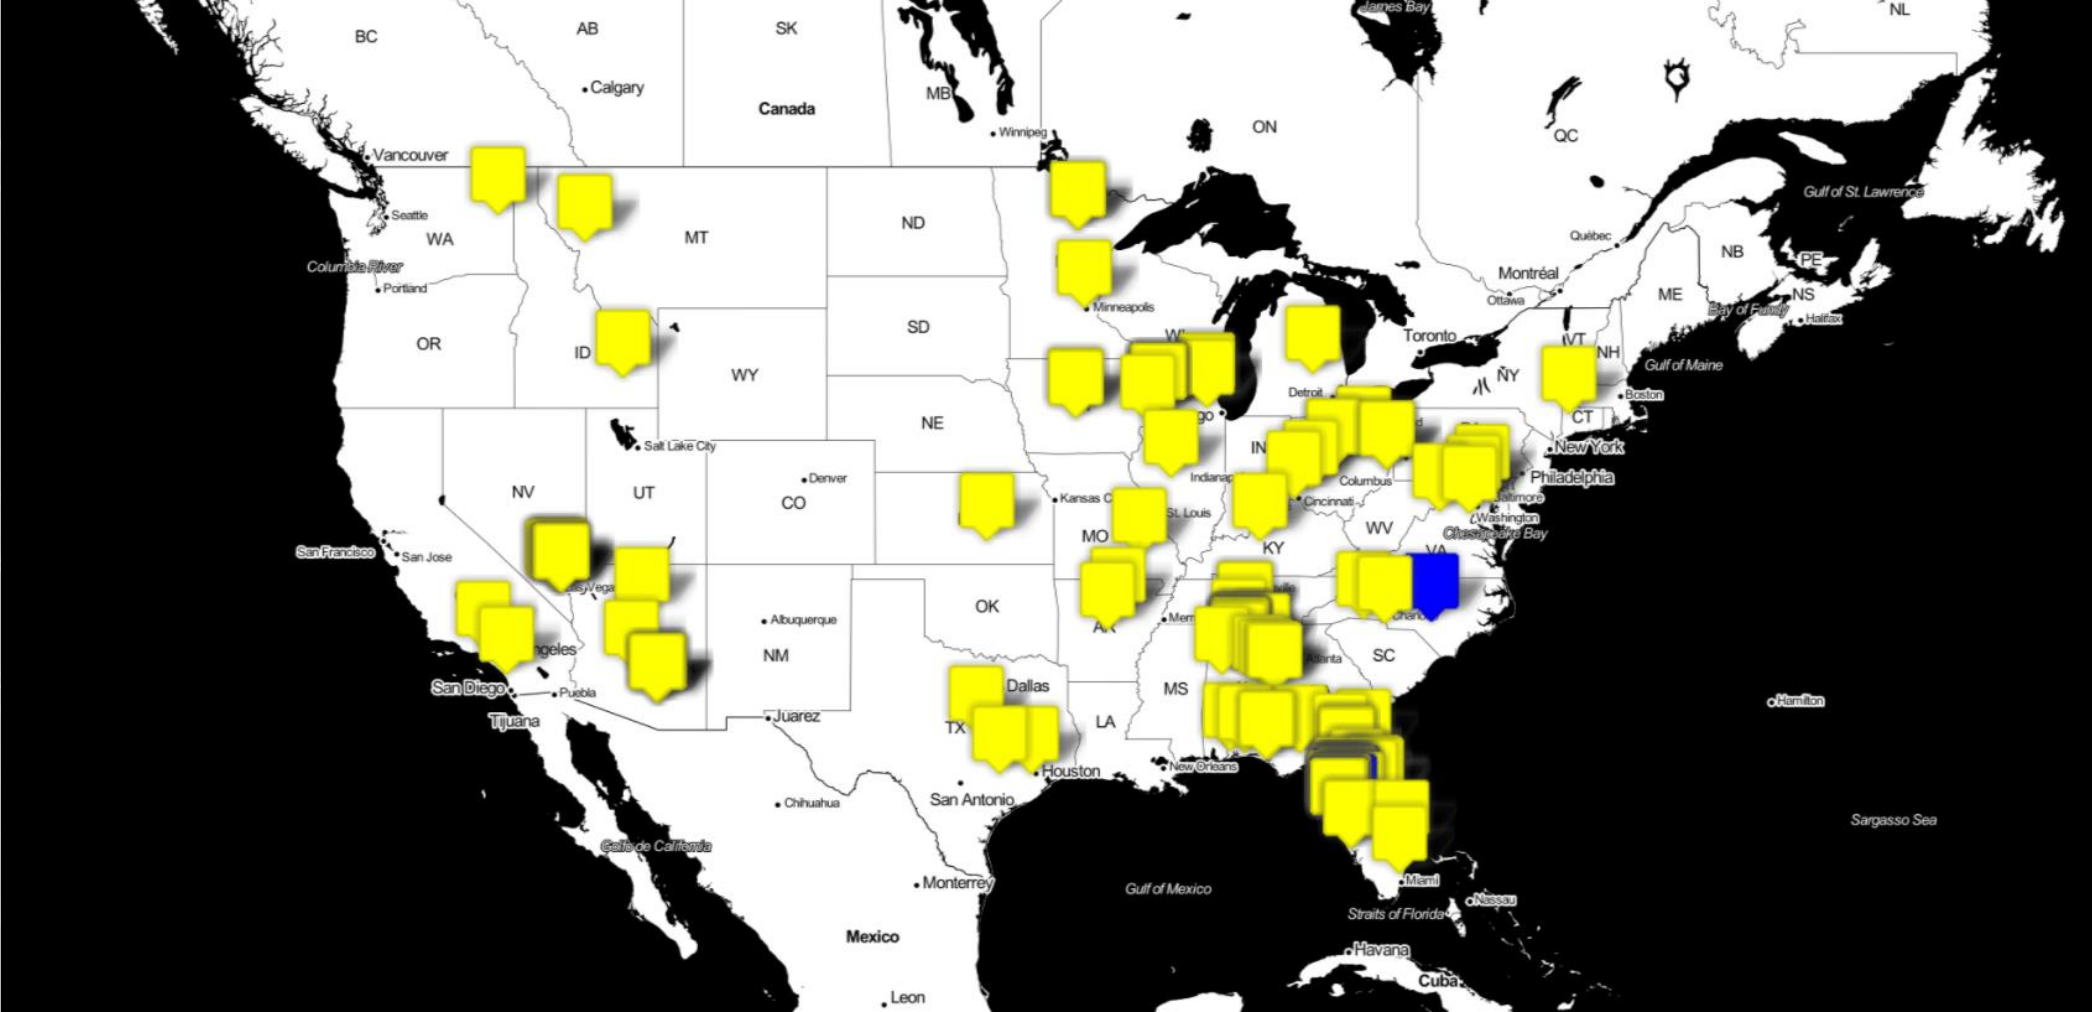 James Bay
NL
BC
AB
SK
Calgary
MB
Canada
Winnipeg
ON
QC
Vancouver
Gulf of St. Lawrence
Seattle
WA
MT
ND
Québec
NB
PE
Columbia River
Portland
Montréal
Ottawa
ME
NS
Bay of Fundy
Halifax
Minneapolis
OR
ID
SD
Toronto
VT
NH
Gulf of Maine
WY
NY
Detroit
Boston
NE
CT
Salt Lake City
IN
New York
Denver
Indianap
Columbus
Philadelphia
NV
UT
CO
Kansas C
Cincinnati
Baltimore
St. Louis
Washington
WV
Chesapeake Bay
San Francisco
San Jose
MO
KY
VA
as Vega
OK
Albuquerque
Mem
AR
ngeles
NM
Atlanta
SC
San Diego
Puebla
Dallas
MS
Tijuana
Juarez
TX
LA
Hamilton
New Orleans
Houston
San Antonio
Chihuahua
Sargasso Sea
Golfo de California
Monterrey
Gulf of Mexico
Miami
Nassau
Straits of Florida
Mexico
Havana
Cuba
Leon